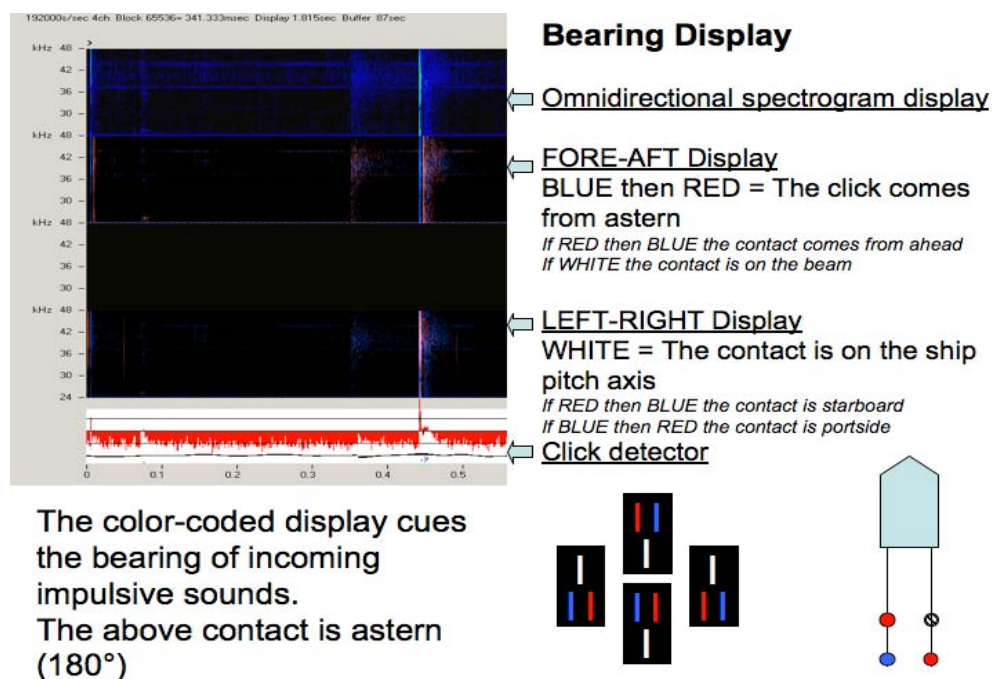 192000s/sec 4ch Block 65536= 341.333msec Display 1.815sec Buffer 87sec
kHz 48
42
36
30
kHz 48
42
36
30
kHz 48
42
36
30
kHz 48
42
36
30
24
0 0.1 0.2 0.3 0.4 0.5
Bearing Display
Omnidirectional spectrogram display
FORE-AFT Display
BLUE then RED = The click comes
from astern
If RED then BLUE the contact comes from ahead
If WHITE the contact is on the beam
LEFT-RIGHT Display
WHITE = The contact is on the ship
pitch axis
If RED then BLUE the contact is starboard
If BLUE then RED the contact is portside
Click detector
The color-coded display cues
the bearing of incoming
impulsive sounds.
The above contact is astern
(180°)